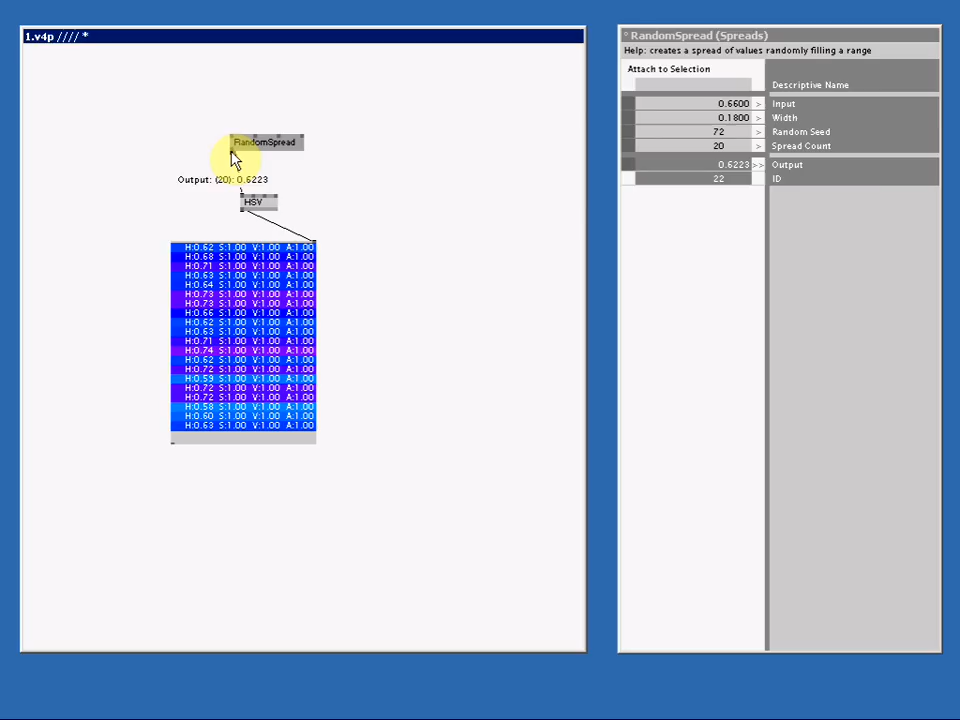 1.v4p //// *
RandomSpread
Output: (20): 0.6223
HSV
H:0.62 S:1.00 V:1.00 A:1.00
H:0.68 S:1.00 V:1.00 A:1.00
H:0.71 S:1.00 V:1.00 A:1.00
H:0.63 S:1.00 V:1.00 A:1.00
H:0.64 S:1.00 V:1.00 A:1.00
H:0.73 S:1.00 V:1.00 A:1.00
H:0.73 S:1.00 V:1.00 A:1.00
H:0.66 S:1.00 V:1.00 A:1.00
H:0.62 S:1.00 V:1.00 A:1.00
H:0.63 S:1.00 V:1.00 A:1.00
H:0.71 S:1.00 V:1.00 A:1.00
H:0.74 S:1.00 V:1.00 A:1.00
H:0.62 S:1.00 V:1.00 A:1.00
H:0.72 S:1.00 V:1.00 A:1.00
H:0.59 S:1.00 V:1.00 A:1.00
H:0.72 S:1.00 V:1.00 A:1.00
H:0.72 S:1.00 V:1.00 A:1.00
H:0.58 S:1.00 V:1.00 A:1.00
H:0.60 S:1.00 V:1.00 A:1.00
H:0.63 S:1.00 V:1.00 A:1.00
° RandomSpread (Spreads)
Help: creates a spread of values randomly filling a range
Attach to Selection
Descriptive Name
0.6600 > Input
0.1800 > Width
72 > Random Seed
20 > Spread Count
0.6223 >> Output
22 ID